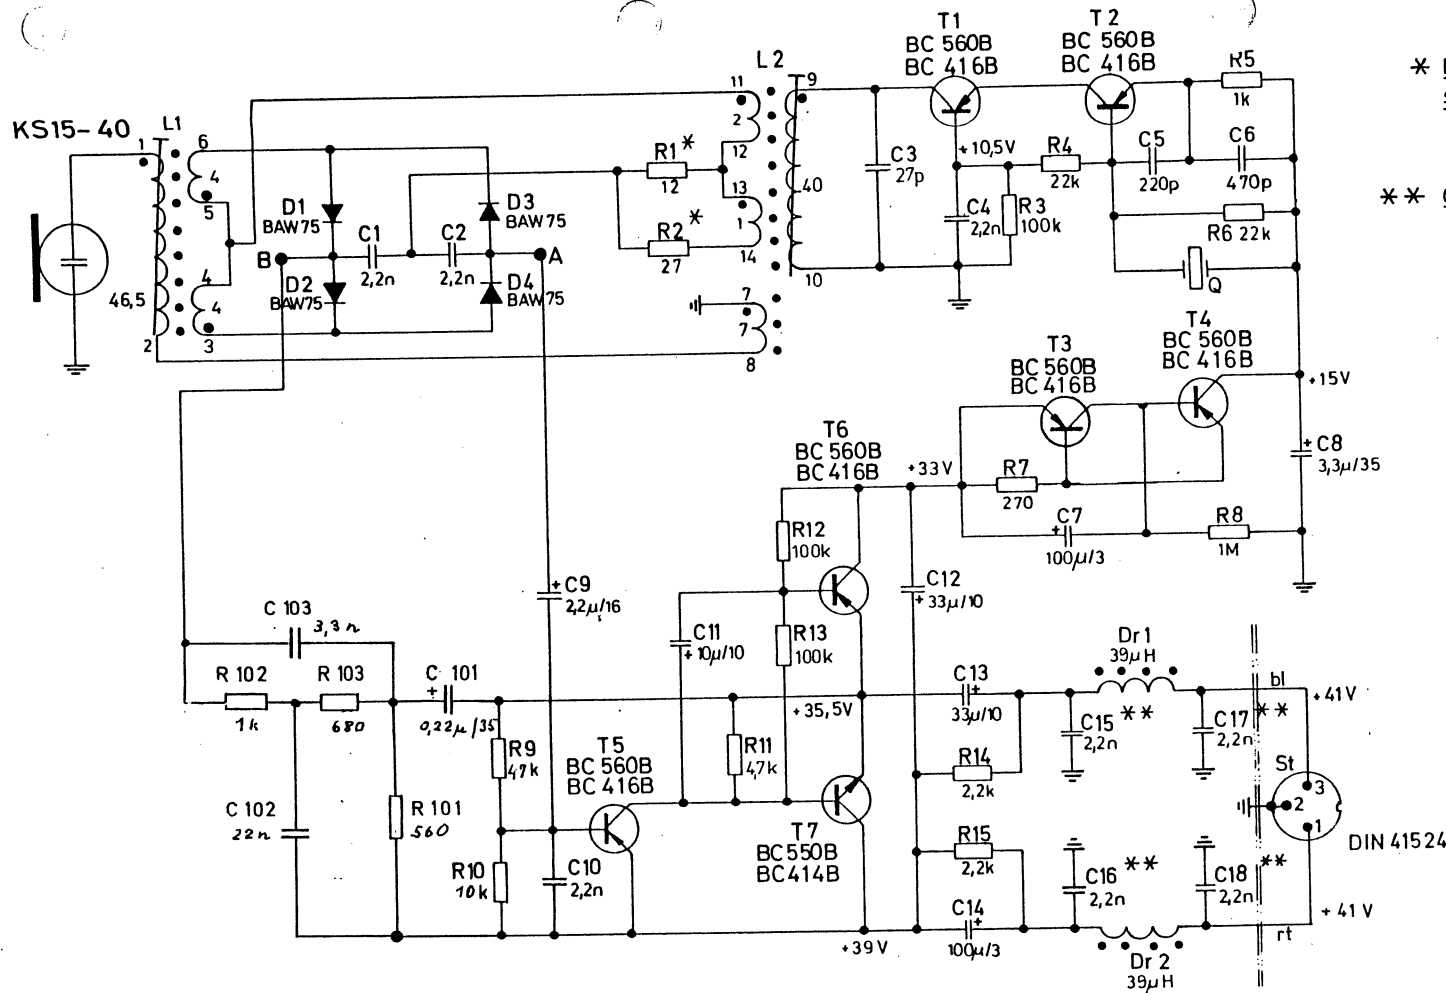 T1
BC 560B
BC 416B
T2
BC 560B
BC 416B
L2
R5
1k
*
KS15-40
L1
1
6
4
5
4
4
3
46,5
2
11
2
12
13
1
14
7
7
8
9
40
10
R1 *
12
R2 *
27
D1
BAW75
D2
BAW75
D3
BAW75
D4
BAW75
B
A
C1
2,2n
C2
2,2n
C3
27p
+10,5V
C4
2,2n
R3
100k
R4
22k
C5
220p
C6
470p
R6 22k
Q
**
T3
BC 560B
BC 416B
T4
BC 560B
BC 416B
+15V
C8
+
3,3µ/35
T6
BC 560B
BC 416B
+33V
R7
270
C7
+
100µ/3
R8
1M
R12
100k
R13
100k
C9
+
2,2µ/16
C11
+ 10µ/10
C12
+ 33µ/10
C 103
3,3n
R 102
1k
R 103
680
C 101
+
0,22µ/35
C 102
22n
R 101
560
R9
47k
R10
10k
C10
2,2n
T5
BC 560B
BC 416B
R11
4,7k
+35,5V
T7
BC550B
BC414B
C13
+
33µ/10
R14
2,2k
R15
2,2k
C14
+
100µ/3
+39V
Dr1
39µH
**
C15
2,2n
C17
2,2n
**
bl
+41V
St
3
2
1
DIN 41524
C16
2,2n
**
C18
2,2n
**
+41V
rt
Dr 2
39µH